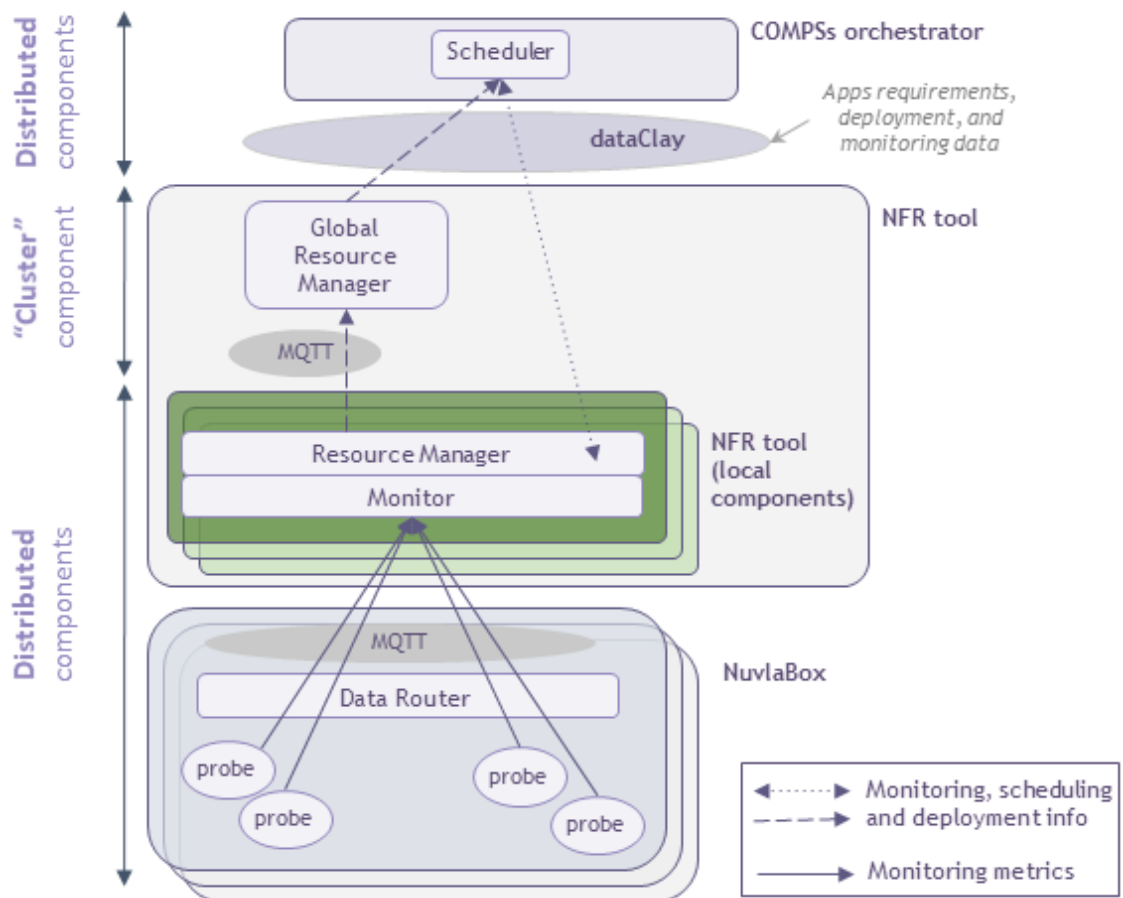 Distributed
components
COMPSs orchestrator
Scheduler
Apps requirements,
deployment, and
monitoring data
dataClay
"Cluster"
component
NFR tool
Global
Resource
Manager
MQTT
Distributed
components
NFR tool
(local
components)
Resource Manager
Monitor
NuvlaBox
MQTT
Data Router
probe
probe
probe
probe
Monitoring, scheduling
and deployment info
Monitoring metrics